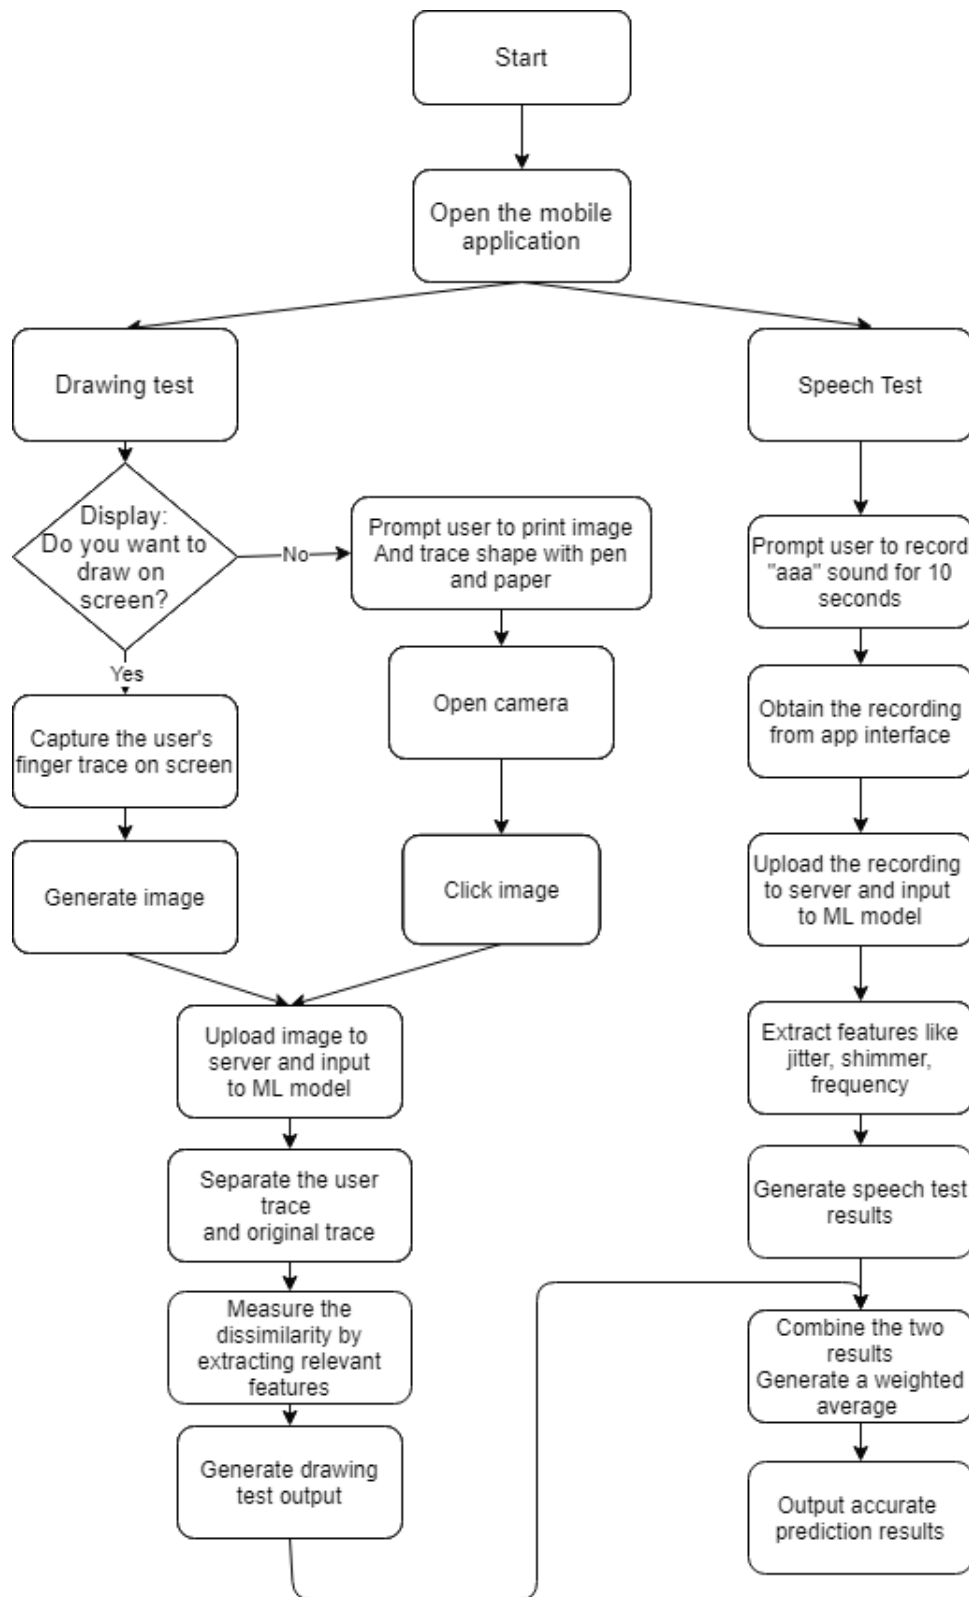 Start
Open the mobile
application
Drawing test
Speech Test
Display:
Do you want to
draw on
screen?
No
Prompt user to print image
And trace shape with pen
and paper
Prompt user to record
"aaa" sound for 10
seconds
Yes
Open camera
Capture the user's
finger trace on screen
Obtain the recording
from app interface
Generate image
Click image
Upload the recording
to server and input
to ML model
Upload image to
server and input
to ML model
Extract features like
jitter, shimmer,
frequency
Separate the user
trace
and original trace
Generate speech test
results
Measure the
dissimilarity by
extracting relevant
features
Combine the two
results
Generate a weighted
average
Generate drawing
test output
Output accurate
prediction results